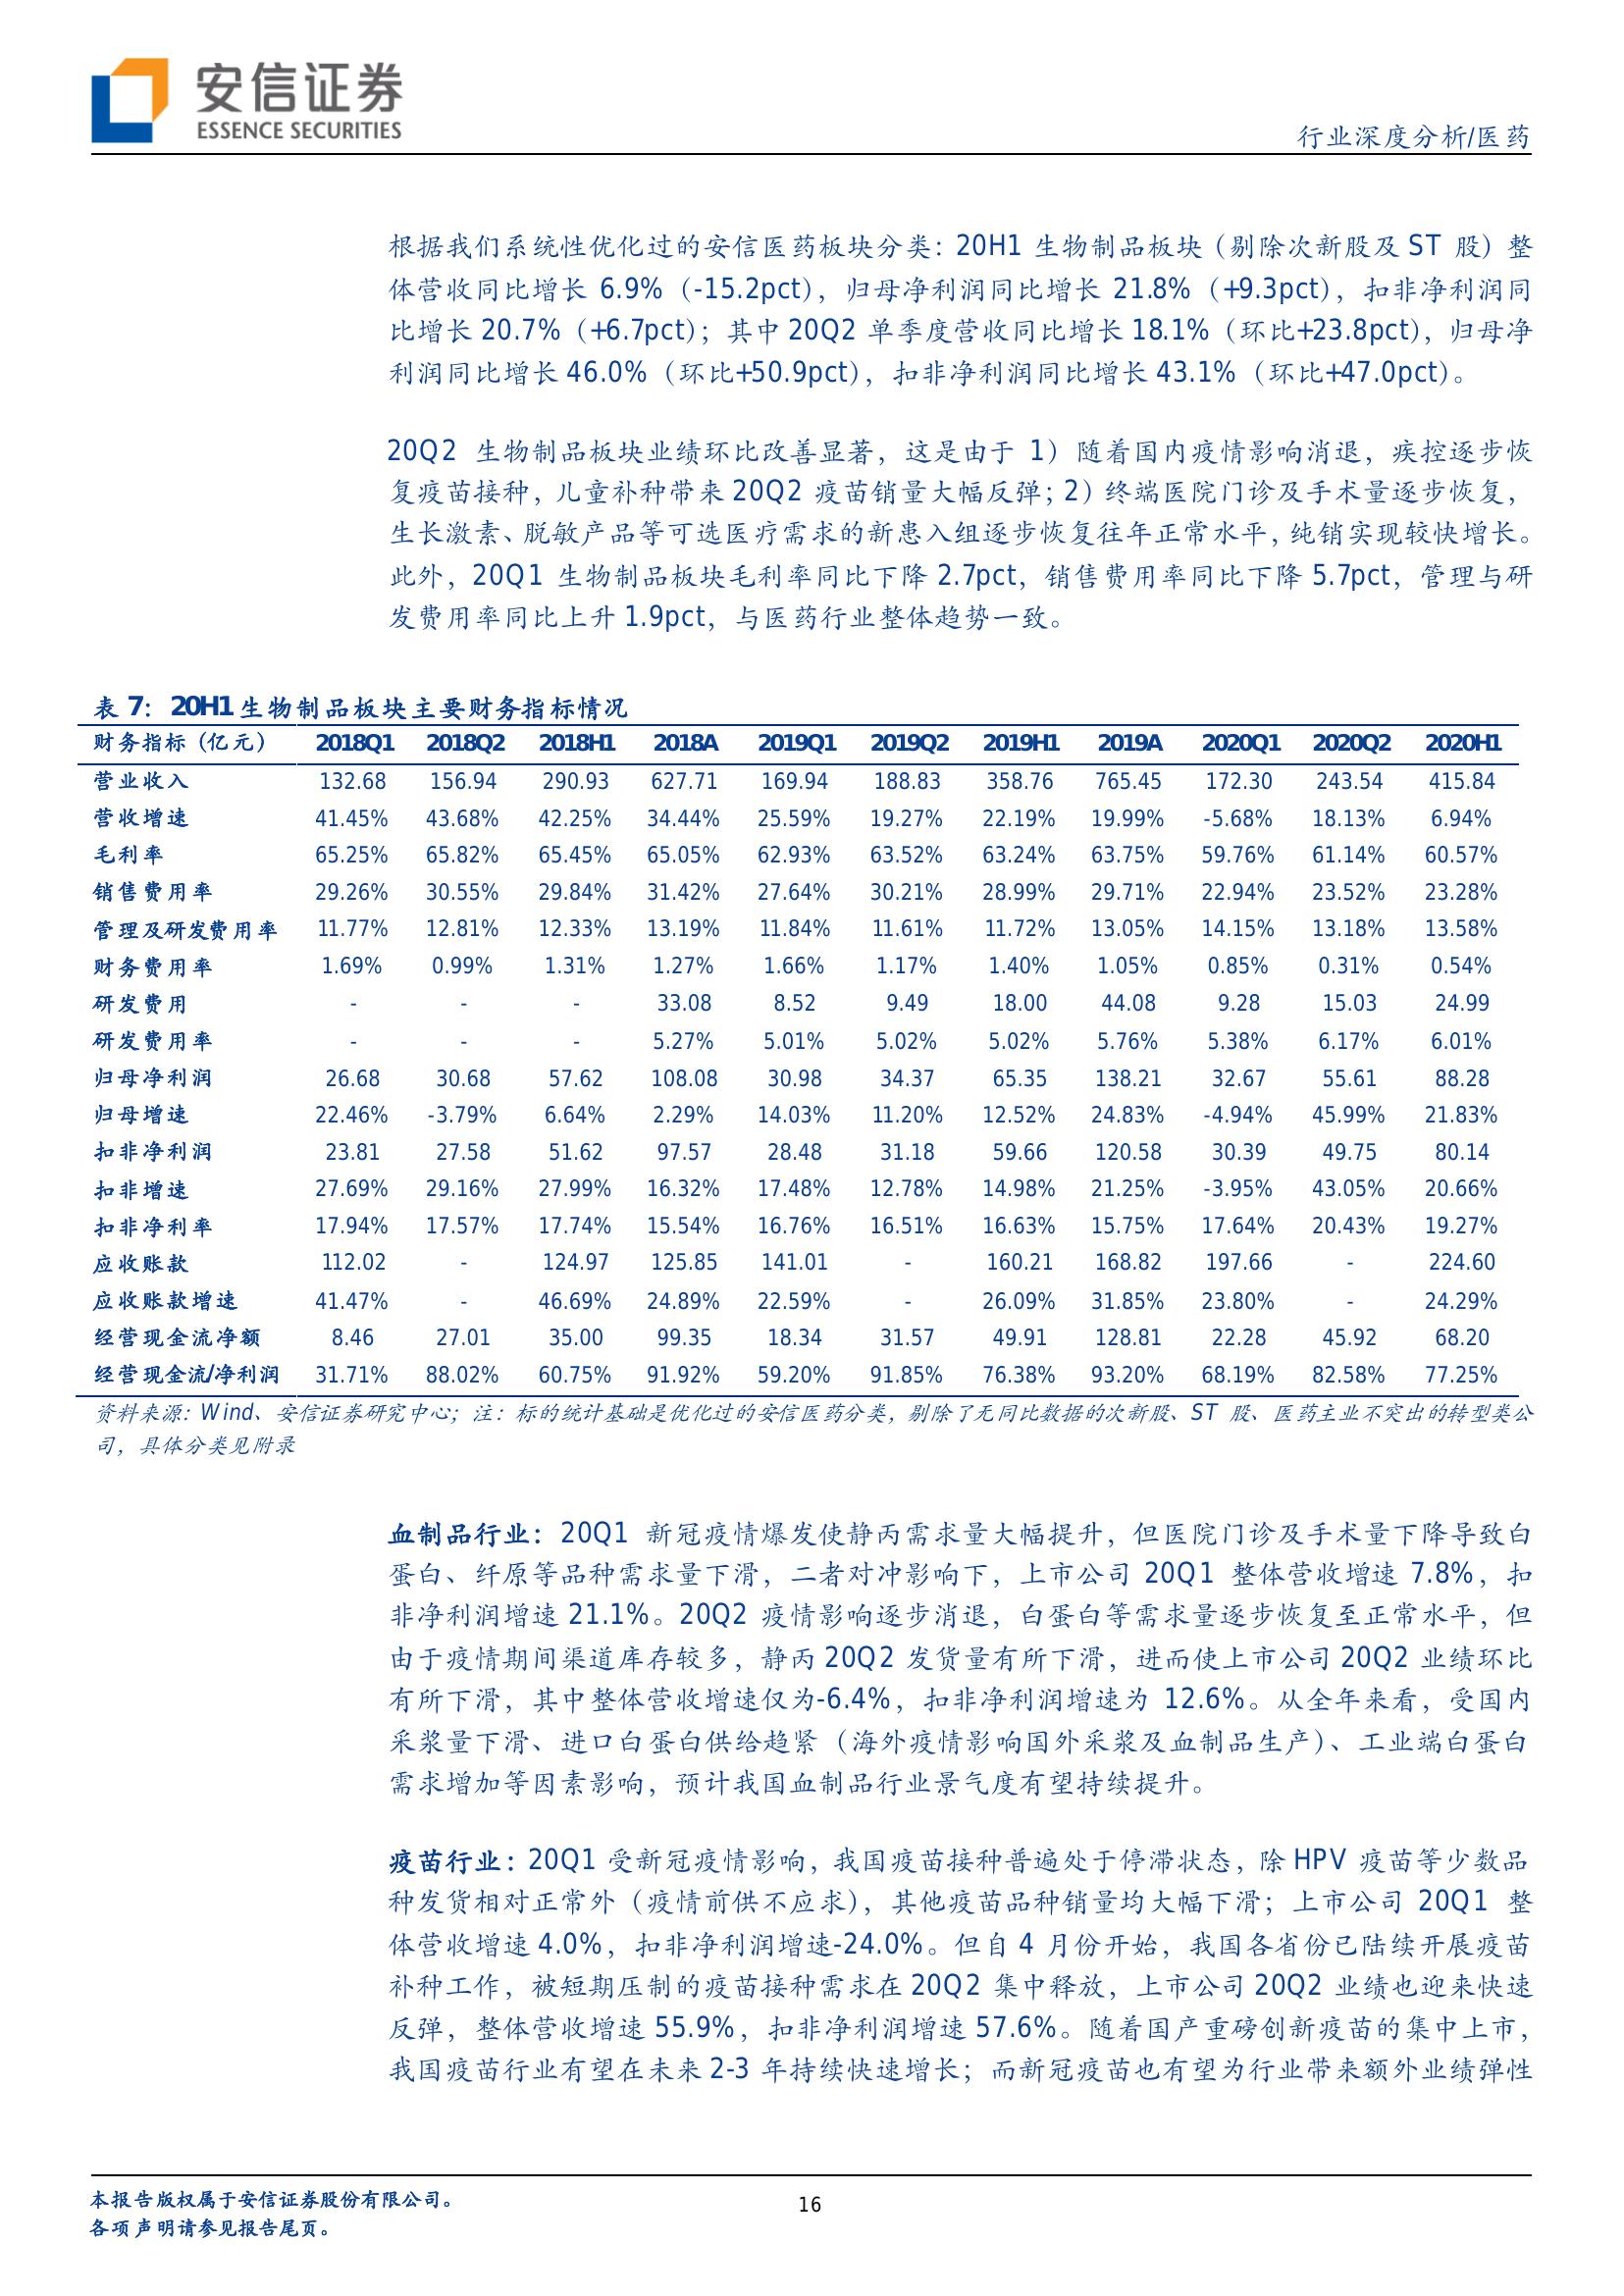 安信证券
ESSENCE SECURITIES
行业深度分析/医药
根据我们系统性优化过的安信医药板块分类：20H1 生物制品板块（剔除次新股及 ST 股）整
体营收同比增长 6.9%（-15.2pct），归母净利润同比增长 21.8%（+9.3pct），扣非净利润同
比增长 20.7%（+6.7pct）；其中 20Q2 单季度营收同比增长 18.1%（环比+23.8pct），归母净
利润同比增长 46.0%（环比+50.9pct），扣非净利润同比增长 43.1%（环比+47.0pct）。
20Q2 生物制品板块业绩环比改善显著，这是由于 1）随着国内疫情影响消退，疾控逐步恢
复疫苗接种，儿童补种带来 20Q2 疫苗销量大幅反弹；2）终端医院门诊及手术量逐步恢复，
生长激素、脱敏产品等可选医疗需求的新患入组逐步恢复往年正常水平，纯销实现较快增长。
此外，20Q1 生物制品板块毛利率同比下降 2.7pct，销售费用率同比下降 5.7pct，管理与研
发费用率同比上升 1.9pct，与医药行业整体趋势一致。
表 7：20H1 生物制品板块主要财务指标情况
财务指标（亿元） 2018Q1 2018Q2 2018H1 2018A 2019Q1 2019Q2 2019H1 2019A 2020Q1 2020Q2 2020H1
营业收入 132.68 156.94 290.93 627.71 169.94 188.83 358.76 765.45 172.30 243.54 415.84
营收增速 41.45% 43.68% 42.25% 34.44% 25.59% 19.27% 22.19% 19.99% -5.68% 18.13% 6.94%
毛利率 65.25% 65.82% 65.45% 65.05% 62.93% 63.52% 63.24% 63.75% 59.76% 61.14% 60.57%
销售费用率 29.26% 30.55% 29.84% 31.42% 27.64% 30.21% 28.99% 29.71% 22.94% 23.52% 23.28%
管理及研发费用率 11.77% 12.81% 12.33% 13.19% 11.84% 11.61% 11.72% 13.05% 14.15% 13.18% 13.58%
财务费用率 1.69% 0.99% 1.31% 1.27% 1.66% 1.17% 1.40% 1.05% 0.85% 0.31% 0.54%
研发费用 - - - 33.08 8.52 9.49 18.00 44.08 9.28 15.03 24.99
研发费用率 - - - 5.27% 5.01% 5.02% 5.02% 5.76% 5.38% 6.17% 6.01%
归母净利润 26.68 30.68 57.62 108.08 30.98 34.37 65.35 138.21 32.67 55.61 88.28
归母增速 22.46% -3.79% 6.64% 2.29% 14.03% 11.20% 12.52% 24.83% -4.94% 45.99% 21.83%
扣非净利润 23.81 27.58 51.62 97.57 28.48 31.18 59.66 120.58 30.39 49.75 80.14
扣非增速 27.69% 29.16% 27.99% 16.32% 17.48% 12.78% 14.98% 21.25% -3.95% 43.05% 20.66%
扣非净利率 17.94% 17.57% 17.74% 15.54% 16.76% 16.51% 16.63% 15.75% 17.64% 20.43% 19.27%
应收账款 112.02 - 124.97 125.85 141.01 - 160.21 168.82 197.66 - 224.60
应收账款增速 41.47% - 46.69% 24.89% 22.59% - 26.09% 31.85% 23.80% - 24.29%
经营现金流净额 8.46 27.01 35.00 99.35 18.34 31.57 49.91 128.81 22.28 45.92 68.20
经营现金流/净利润 31.71% 88.02% 60.75% 91.92% 59.20% 91.85% 76.38% 93.20% 68.19% 82.58% 77.25%
资料来源：Wind、安信证券研究中心；注：标的统计基础是优化过的安信医药分类，剔除了无同比数据的次新股、ST 股、医药主业不突出的转型类公
司，具体分类见附录
血制品行业：20Q1 新冠疫情爆发使静丙需求量大幅提升，但医院门诊及手术量下降导致白
蛋白、纤原等品种需求量下滑，二者对冲影响下，上市公司 20Q1 整体营收增速 7.8%，扣
非净利润增速 21.1%。20Q2 疫情影响逐步消退，白蛋白等需求量逐步恢复至正常水平，但
由于疫情期间渠道库存较多，静丙 20Q2 发货量有所下滑，进而使上市公司 20Q2 业绩环比
有所下滑，其中整体营收增速仅为-6.4%，扣非净利润增速为 12.6%。从全年来看，受国内
采浆量下滑、进口白蛋白供给趋紧（海外疫情影响国外采浆及血制品生产）、工业端白蛋白
需求增加等因素影响，预计我国血制品行业景气度有望持续提升。
疫苗行业：20Q1 受新冠疫情影响，我国疫苗接种普遍处于停滞状态，除 HPV 疫苗等少数品
种发货相对正常外（疫情前供不应求），其他疫苗品种销量均大幅下滑；上市公司 20Q1 整
体营收增速 4.0%，扣非净利润增速-24.0%。但自 4 月份开始，我国各省份已陆续开展疫苗
补种工作，被短期压制的疫苗接种需求在 20Q2 集中释放，上市公司 20Q2 业绩也迎来快速
反弹，整体营收增速 55.9%，扣非净利润增速 57.6%。随着国产重磅创新疫苗的集中上市，
我国疫苗行业有望在未来 2-3 年持续快速增长；而新冠疫苗也有望为行业带来额外业绩弹性
本报告版权属于安信证券股份有限公司。
各项声明请参见报告尾页。
16